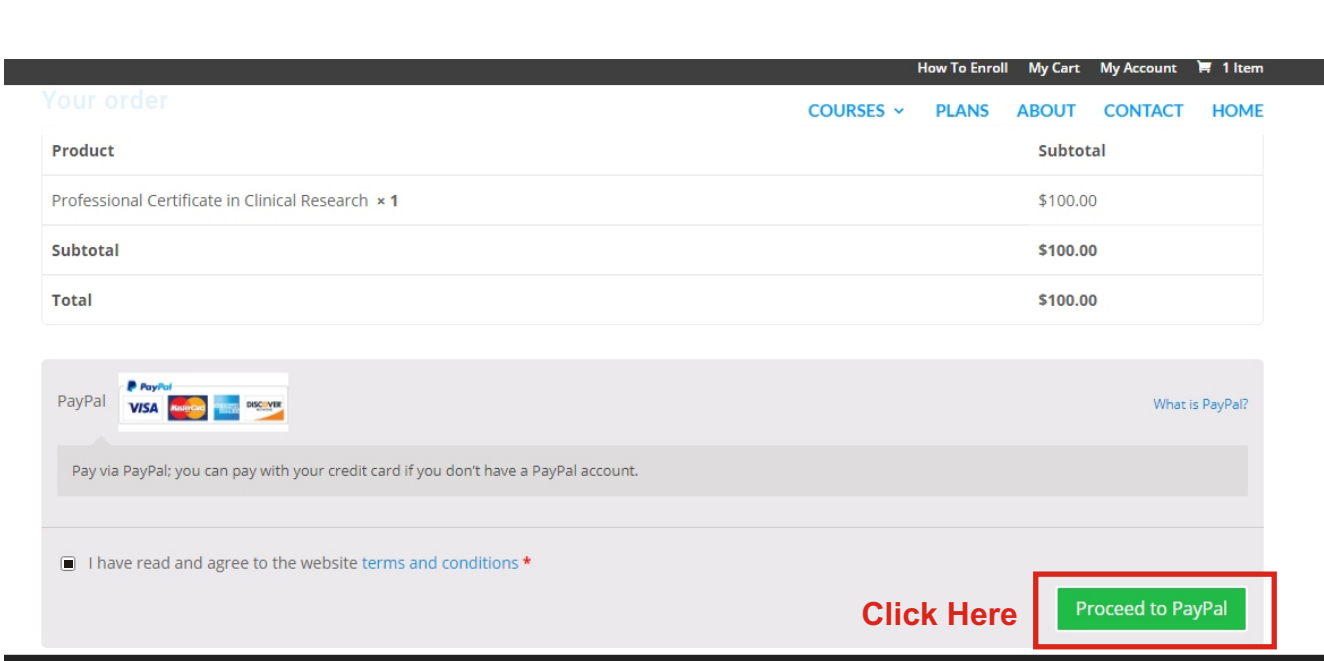 How To Enroll My Cart My Account 1 Item
Your order
COURSES PLANS ABOUT CONTACT HOME
Product Subtotal
Professional Certificate in Clinical Research × 1 $100.00
Subtotal $100.00
Total $100.00
PayPal
PayPal VISA MasterCard DISCOVER What is PayPal?
Pay via PayPal; you can pay with your credit card if you don't have a PayPal account.
I have read and agree to the website terms and conditions *
Click Here Proceed to PayPal